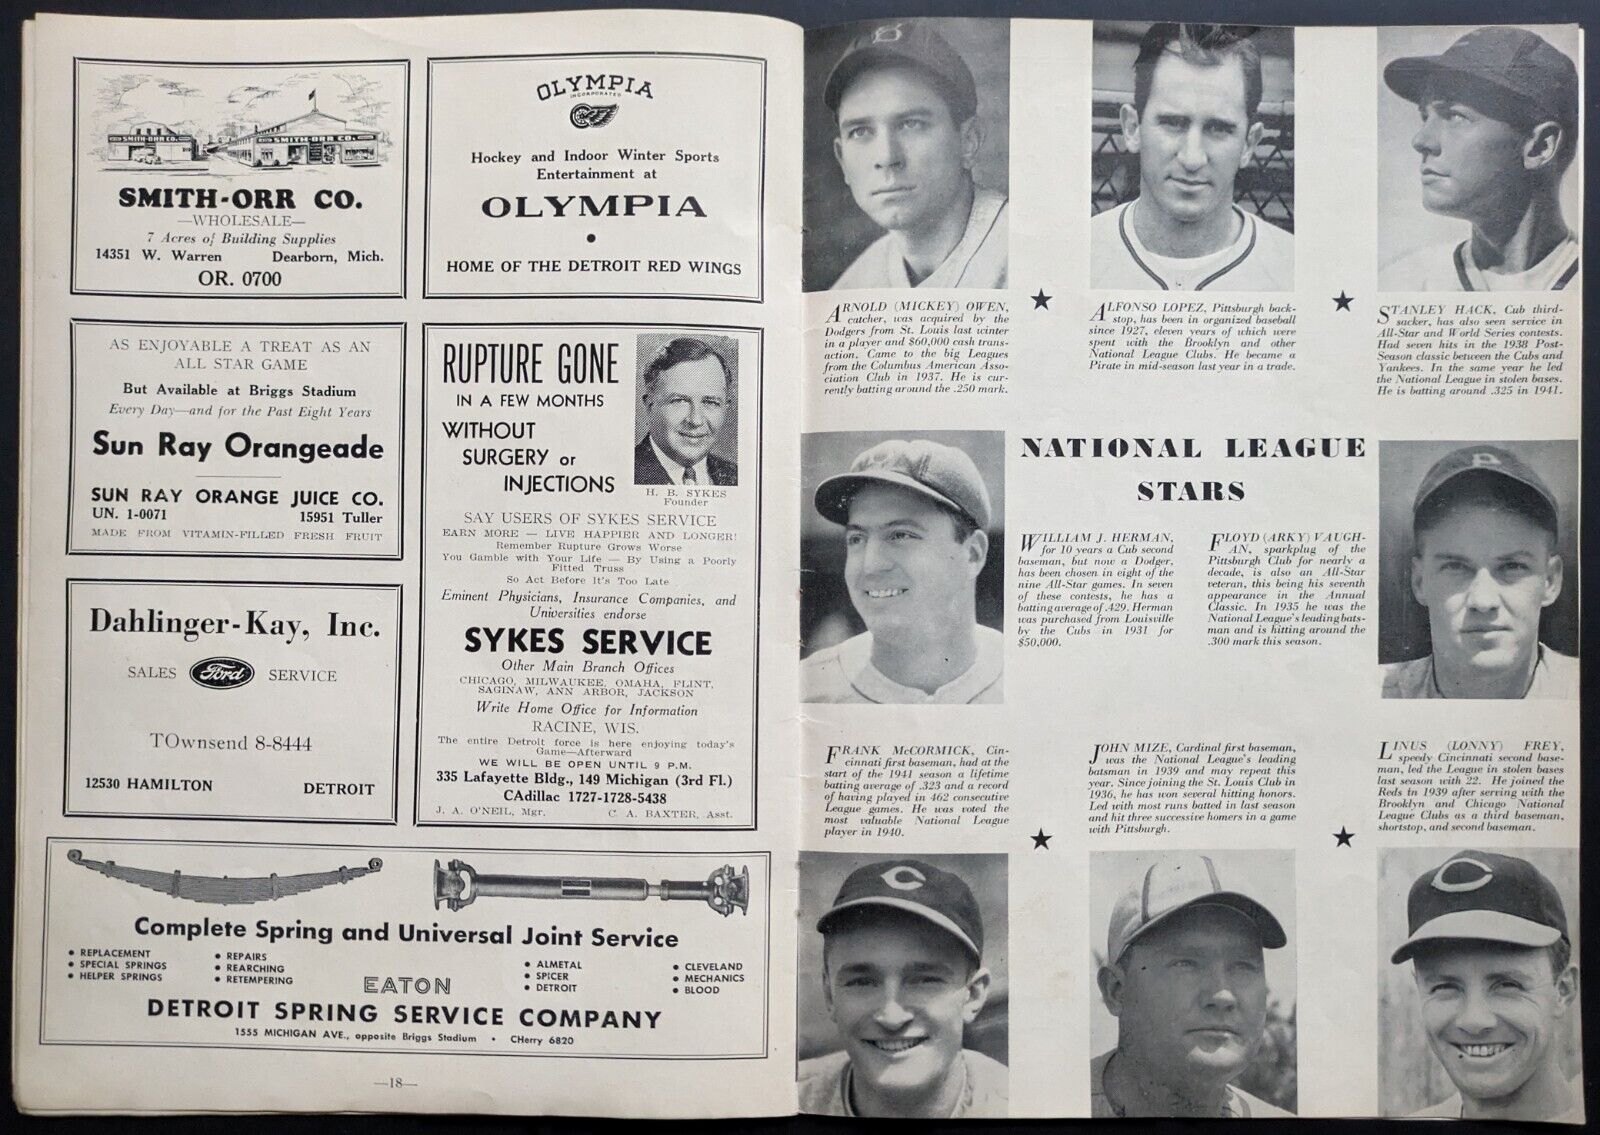 SMITH-ORR CO.
SMITH-ORR CO.
SMITH-ORR CO.
—WHOLESALE—
7 Acres of Building Supplies
14351 W. Warren Dearborn, Mich.
OR. 0700
OLYMPIA
INCORPORATED
Hockey and Indoor Winter Sports
Entertainment at
OLYMPIA
HOME OF THE DETROIT RED WINGS
AS ENJOYABLE A TREAT AS AN
ALL STAR GAME
But Available at Briggs Stadium
Every Day—and for the Past Eight Years
Sun Ray Orangeade
SUN RAY ORANGE JUICE CO.
UN. 1-0071 15951 Tuller
MADE FROM VITAMIN-FILLED FRESH FRUIT
RUPTURE GONE
IN A FEW MONTHS
WITHOUT
SURGERY or
INJECTIONS
H. B. SYKES
Founder
SAY USERS OF SYKES SERVICE
EARN MORE — LIVE HAPPIER AND LONGER!
Remember Rupture Grows Worse
You Gamble with Your Life — By Using a Poorly
Fitted Truss
So Act Before It's Too Late
Eminent Physicians, Insurance Companies, and
Universities endorse
SYKES SERVICE
Other Main Branch Offices
CHICAGO, MILWAUKEE, OMAHA, FLINT,
SAGINAW, ANN ARBOR, JACKSON
Write Home Office for Information
RACINE, WIS.
The entire Detroit force is here enjoying today's
Game—Afterward
WE WILL BE OPEN UNTIL 9 P.M.
335 Lafayette Bldg., 149 Michigan (3rd Fl.)
CAdillac 1727-1728-5438
J. A. O'NEIL, Mgr. C. A. BAXTER, Asst.
Dahlinger-Kay, Inc.
SALES Ford SERVICE
TOwnsend 8-8444
12530 HAMILTON DETROIT
Complete Spring and Universal Joint Service
• REPLACEMENT
• SPECIAL SPRINGS
• HELPER SPRINGS
• REPAIRS
• REARCHING
• RETEMPERING
EATON
• ALMETAL
• SPICER
• DETROIT
• CLEVELAND
• MECHANICS
• BLOOD
DETROIT SPRING SERVICE COMPANY
1555 MICHIGAN AVE., opposite Briggs Stadium • CHerry 6820
—18—
B
ARNOLD (MICKEY) OWEN,
catcher, was acquired by the
Dodgers from St. Louis last winter
in a player and $60,000 cash trans-
action. Came to the big Leagues
from the Columbus American Asso-
ciation Club in 1937. He is cur-
rently batting around the .250 mark.
ALFONSO LOPEZ, Pittsburgh back-
stop, has been in organized baseball
since 1927, eleven years of which were
spent with the Brooklyn and other
National League Clubs. He became a
Pirate in mid-season last year in a trade.
STANLEY HACK, Cub third-
sacker, has also seen service in
All-Star and World Series contests.
Had seven hits in the 1938 Post-
Season classic between the Cubs and
Yankees. In the same year he led
the National League in stolen bases.
He is batting around .325 in 1941.
NATIONAL LEAGUE
STARS
WILLIAM J. HERMAN,
for 10 years a Cub second
baseman, but now a Dodger,
has been chosen in eight of the
nine All-Star games. In seven
of these contests, he has a
batting average of .429. Herman
was purchased from Louisville
by the Cubs in 1931 for
$50,000.
FLOYD (ARKY) VAUGH-
AN, sparkplug of the
Pittsburgh Club for nearly a
decade, is also an All-Star
veteran, this being his seventh
appearance in the Annual
Classic. In 1935 he was the
National League's leading bats-
man and is hitting around the
.300 mark this season.
P
FRANK McCORMICK, Cin-
cinnati first baseman, had at the
start of the 1941 season a lifetime
batting average of .323 and a record
of having played in 462 consecutive
League games. He was voted the
most valuable National League
player in 1940.
JOHN MIZE, Cardinal first baseman,
was the National League's leading
batsman in 1939 and may repeat this
year. Since joining the St. Louis Club in
1936, he has won several hitting honors.
Led with most runs batted in last season
and hit three successive homers in a game
with Pittsburgh.
LINUS (LONNY) FREY,
speedy Cincinnati second base-
man, led the League in stolen bases
last season with 22. He joined the
Reds in 1939 after serving with the
Brooklyn and Chicago National
League Clubs as a third baseman,
shortstop, and second baseman.
C
C